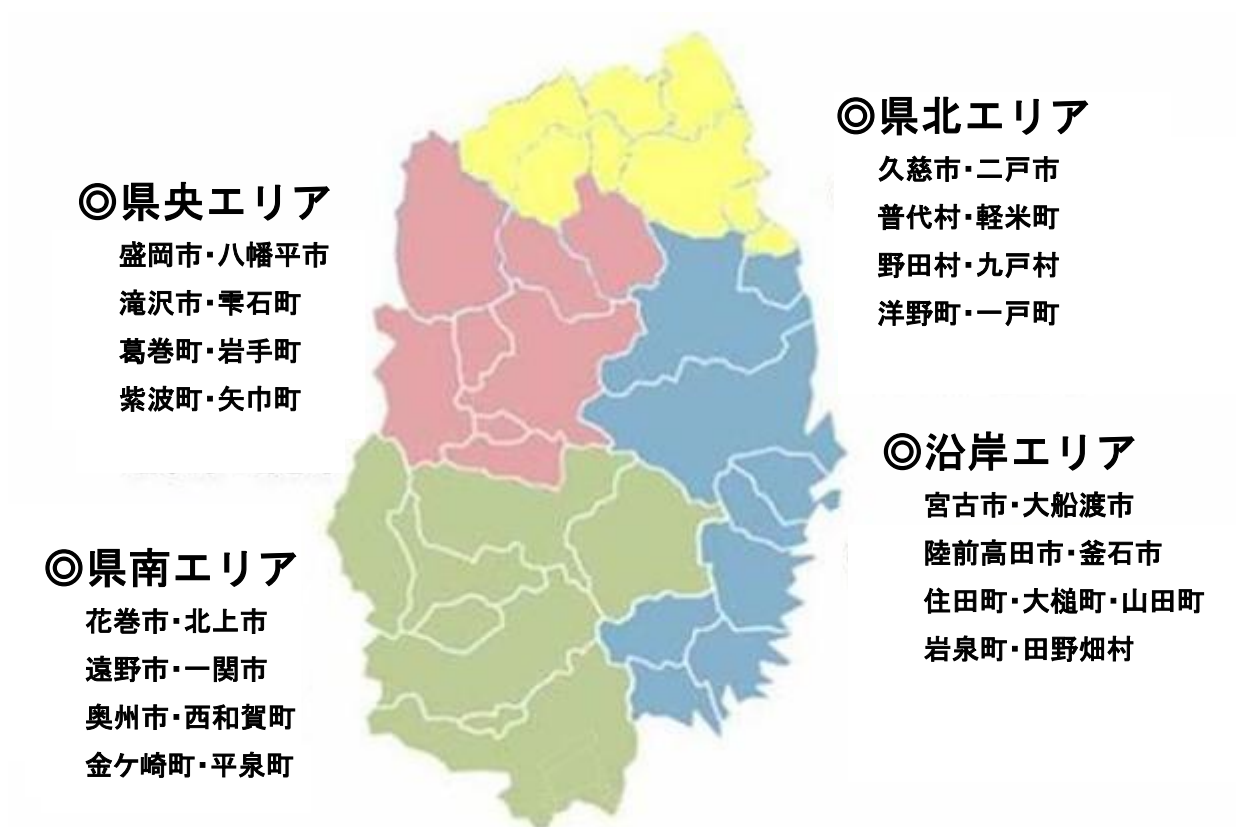 ◎県央エリア
盛岡市・八幡平市
滝沢市・雫石町
葛巻町・岩手町
紫波町・矢巾町
◎県北エリア
久慈市・二戸市
普代村・軽米町
野田村・九戸村
洋野町・一戸町
◎県南エリア
花巻市・北上市
遠野市・一関市
奥州市・西和賀町
金ケ崎町・平泉町
◎沿岸エリア
宮古市・大船渡市
陸前高田市・釜石市
住田町・大槌町・山田町
岩泉町・田野畑村